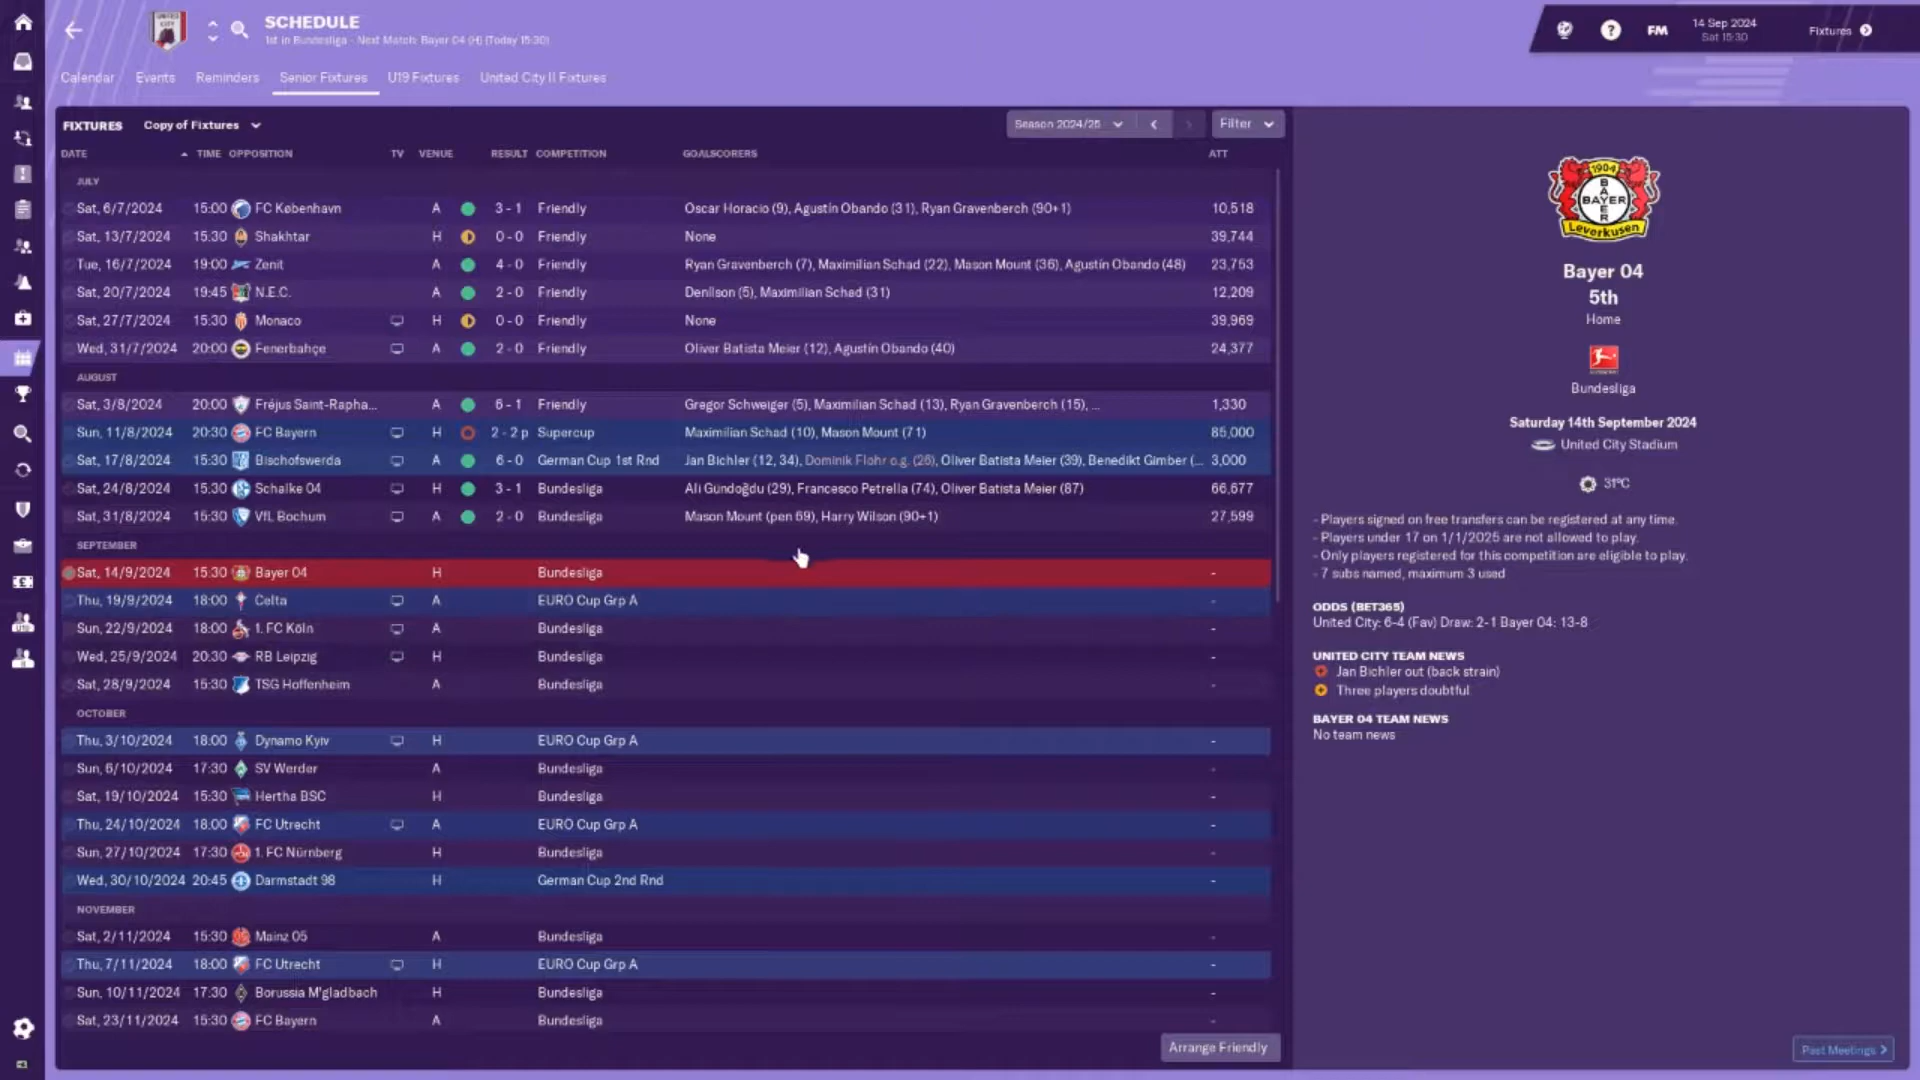 SCHEDULE
1st in Bundesliga - Next Match: Bayer 04 (H) (Today 15:30)
FM
14 Sep 2024
Sat 15:30
Fixtures
Calendar Events Reminders Senior Fixtures U19 Fixtures United City II Fixtures
FIXTURES Copy of Fixtures Season 2024/25 Filter
DATE TIME OPPOSITION TV VENUE RESULT COMPETITION GOALSCORERS ATT
JULY
Sat, 6/7/2024 15:00 FC København A 3 - 1 Friendly Oscar Horacio (9), Agustín Obando (31), Ryan Gravenberch (90+1) 10,518
Sat, 13/7/2024 15:30 Shakhtar H 0 - 0 Friendly None 39,744
Tue, 16/7/2024 19:00 Zenit A 4 - 0 Friendly Ryan Gravenberch (7), Maximilian Schad (22), Mason Mount (36), Agustín Obando (48) 23,753
Sat, 20/7/2024 19:45 N.E.C. A 2 - 0 Friendly Denílson (5), Maximilian Schad (31) 12,209
Sat, 27/7/2024 15:30 Monaco H 0 - 0 Friendly None 39,969
Wed, 31/7/2024 20:00 Fenerbahçe A 2 - 0 Friendly Oliver Batista Meier (12), Agustín Obando (40) 24,377
AUGUST
Sat, 3/8/2024 20:00 Fréjus Saint-Rapha... A 6 - 1 Friendly Gregor Schweiger (5), Maximilian Schad (13), Ryan Gravenberch (15), ... 1,330
Sun, 11/8/2024 20:30 FC Bayern H 2 - 2 p Supercup Maximilian Schad (10), Mason Mount (71) 85,000
Sat, 17/8/2024 15:30 Bischofswerda A 6 - 0 German Cup 1st Rnd Jan Bichler (12, 34), Dominik Flohr o.g. (26), Oliver Batista Meier (39), Benedikt Gimber (... 3,000
Sat, 24/8/2024 15:30 Schalke 04 H 3 - 1 Bundesliga Ali Gündoğdu (29), Francesco Petrella (74), Oliver Batista Meier (87) 66,677
Sat, 31/8/2024 15:30 VfL Bochum A 2 - 0 Bundesliga Mason Mount (pen 69), Harry Wilson (90+1) 27,599
SEPTEMBER
Sat, 14/9/2024 15:30 Bayer 04 H Bundesliga -
Thu, 19/9/2024 18:00 Celta A EURO Cup Grp A -
Sun, 22/9/2024 18:00 1. FC Köln A Bundesliga -
Wed, 25/9/2024 20:30 RB Leipzig H Bundesliga -
Sat, 28/9/2024 15:30 TSG Hoffenheim A Bundesliga -
OCTOBER
Thu, 3/10/2024 18:00 Dynamo Kyiv H EURO Cup Grp A -
Sun, 6/10/2024 17:30 SV Werder A Bundesliga -
Sat, 19/10/2024 15:30 Hertha BSC H Bundesliga -
Thu, 24/10/2024 18:00 FC Utrecht A EURO Cup Grp A -
Sun, 27/10/2024 17:30 1. FC Nürnberg H Bundesliga -
Wed, 30/10/2024 20:45 Darmstadt 98 H German Cup 2nd Rnd -
NOVEMBER
Sat, 2/11/2024 15:30 Mainz 05 A Bundesliga -
Thu, 7/11/2024 18:00 FC Utrecht H EURO Cup Grp A -
Sun, 10/11/2024 17:30 Borussia M'gladbach H Bundesliga -
Sat, 23/11/2024 15:30 FC Bayern A Bundesliga -
Arrange Friendly
1904
BAYER
BAYER
Leverkusen
Bayer 04
5th
Home
Bundesliga
Saturday 14th September 2024
United City Stadium
31°C
- Players signed on free transfers can be registered at any time.
- Players under 17 on 1/1/2025 are not allowed to play.
- Only players registered for this competition are eligible to play.
- 7 subs named, maximum 3 used
ODDS (BET365)
United City: 6-4 (Fav) Draw: 2-1 Bayer 04: 13-8
UNITED CITY TEAM NEWS
Jan Bichler out (back strain)
Three players doubtful
BAYER 04 TEAM NEWS
No team news
Past Meetings >